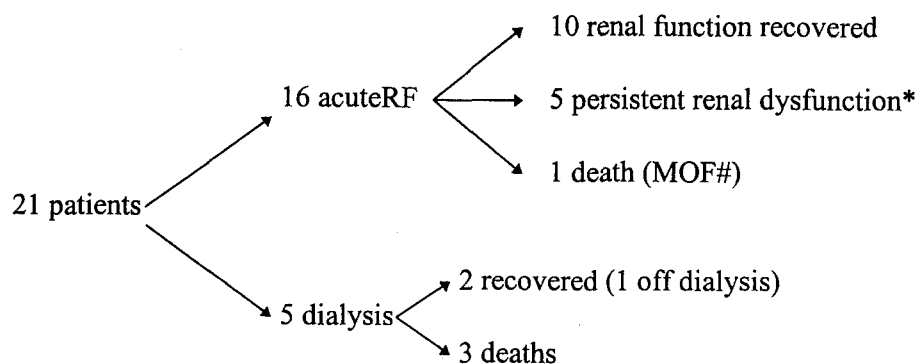 10 renal function recovered
16 acuteRF
5 persistent renal dysfunction*
1 death (MOF#)
21 patients
2 recovered (1 off dialysis)
5 dialysis
3 deaths